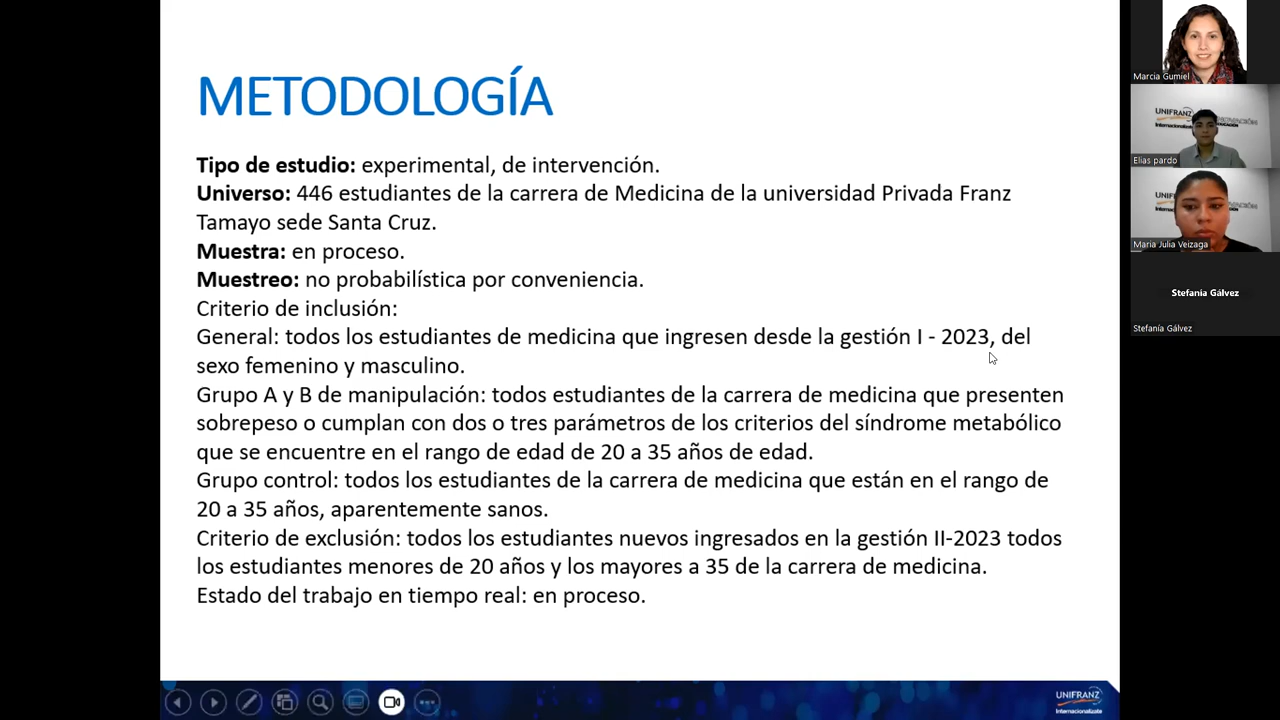 METODOLOGÍA
Tipo de estudio: experimental, de intervención.
Universo: 446 estudiantes de la carrera de Medicina de la universidad Privada Franz
Tamayo sede Santa Cruz.
Muestra: en proceso.
Muestreo: no probabilística por conveniencia.
Criterio de inclusión:
General: todos los estudiantes de medicina que ingresen desde la gestión I - 2023, del
sexo femenino y masculino.
Grupo A y B de manipulación: todos estudiantes de la carrera de medicina que presenten
sobrepeso o cumplan con dos o tres parámetros de los criterios del síndrome metabólico
que se encuentre en el rango de edad de 20 a 35 años de edad.
Grupo control: todos los estudiantes de la carrera de medicina que están en el rango de
20 a 35 años, aparentemente sanos.
Criterio de exclusión: todos los estudiantes nuevos ingresados en la gestión II-2023 todos
los estudiantes menores de 20 años y los mayores a 35 de la carrera de medicina.
Estado del trabajo en tiempo real: en proceso.
UNIFRANZ
Internacionalízate
Marcia Gumiel
UNIFRANZ
Internacionalízate
Elias pardo
Maria Julia Veizaga
Stefanía Gálvez
Stefanía Gálvez